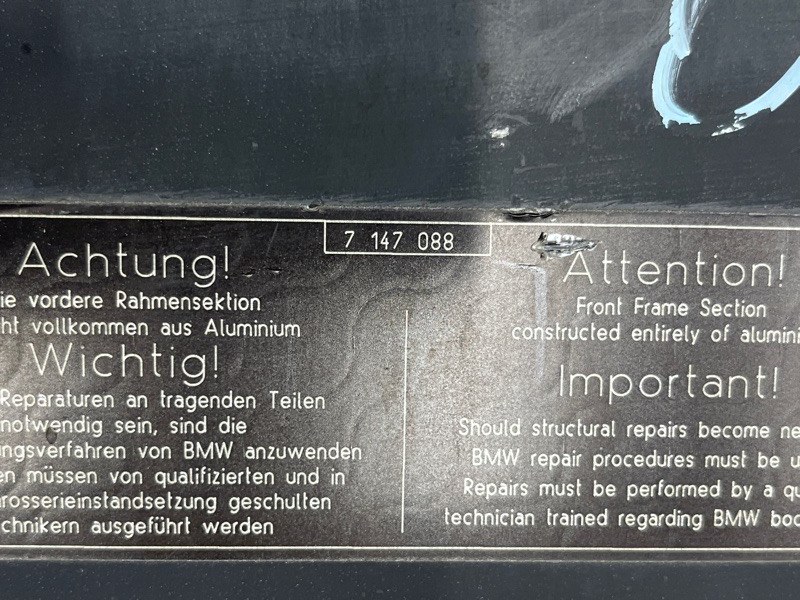 7 147 088
Achtung!
ie vordere Rahmensektion
ht vollkommen aus Aluminium
Wichtig!
Reparaturen an tragenden Teilen
notwendig sein, sind die
ungsverfahren von BMW anzuwenden
en müssen von qualifizierten und in
rosserieinstandsetzung geschulten
chnikern ausgeführt werden
Attention!
Front Frame Section
constructed entirely of alumini
Important!
Should structural repairs become ne
BMW repair procedures must be u
Repairs must be performed by a qu
technician trained regarding BMW bod